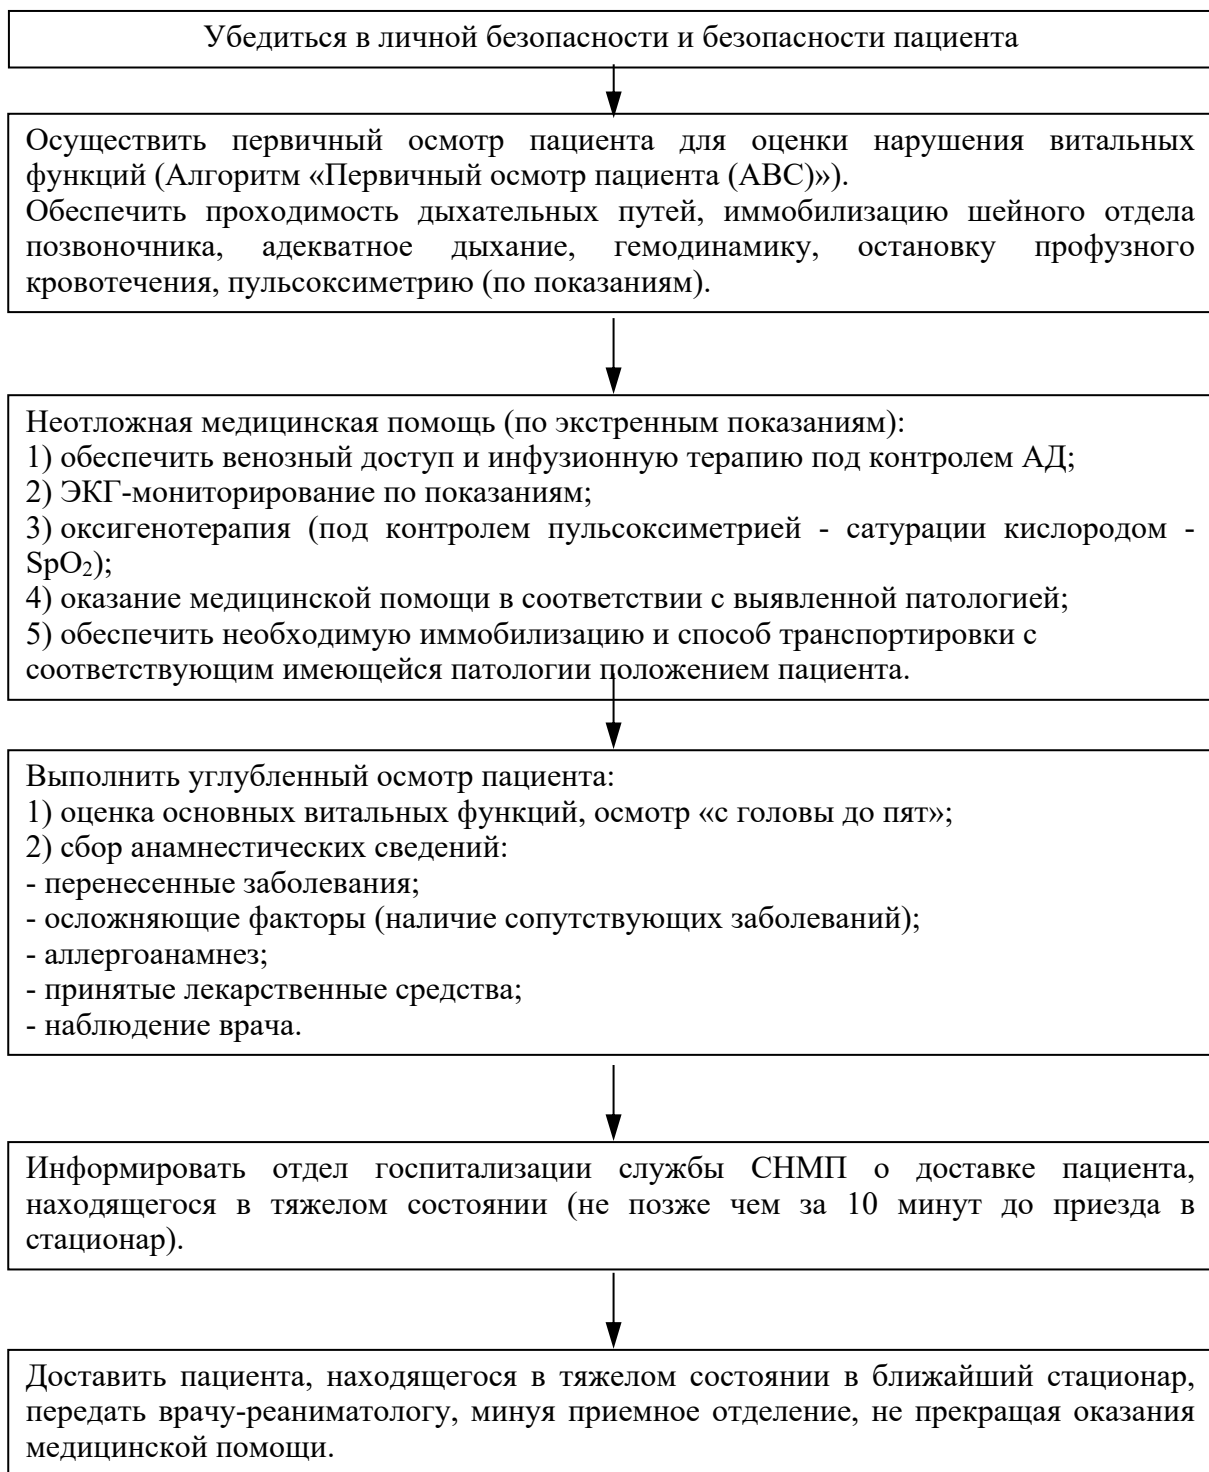 Убедиться в личной безопасности и безопасности пациента
Осуществить первичный осмотр пациента для оценки нарушения витальных
функций (Алгоритм «Первичный осмотр пациента (АВС)»).
Обеспечить проходимость дыхательных путей, иммобилизацию шейного отдела
позвоночника, адекватное дыхание, гемодинамику, остановку профузного
кровотечения, пульсоксиметрию (по показаниям).
Неотложная медицинская помощь (по экстренным показаниям):
1) обеспечить венозный доступ и инфузионную терапию под контролем АД;
2) ЭКГ-мониторирование по показаниям;
3) оксигенотерапия (под контролем пульсоксиметрией - сатурации кислородом -
SpO₂);
4) оказание медицинской помощи в соответствии с выявленной патологией;
5) обеспечить необходимую иммобилизацию и способ транспортировки с
соответствующим имеющейся патологии положением пациента.
Выполнить углубленный осмотр пациента:
1) оценка основных витальных функций, осмотр «с головы до пят»;
2) сбор анамнестических сведений:
- перенесенные заболевания;
- осложняющие факторы (наличие сопутствующих заболеваний);
- аллергоанамнез;
- принятые лекарственные средства;
- наблюдение врача.
Информировать отдел госпитализации службы СНМП о доставке пациента,
находящегося в тяжелом состоянии (не позже чем за 10 минут до приезда в
стационар).
Доставить пациента, находящегося в тяжелом состоянии в ближайший стационар,
передать врачу-реаниматологу, минуя приемное отделение, не прекращая оказания
медицинской помощи.